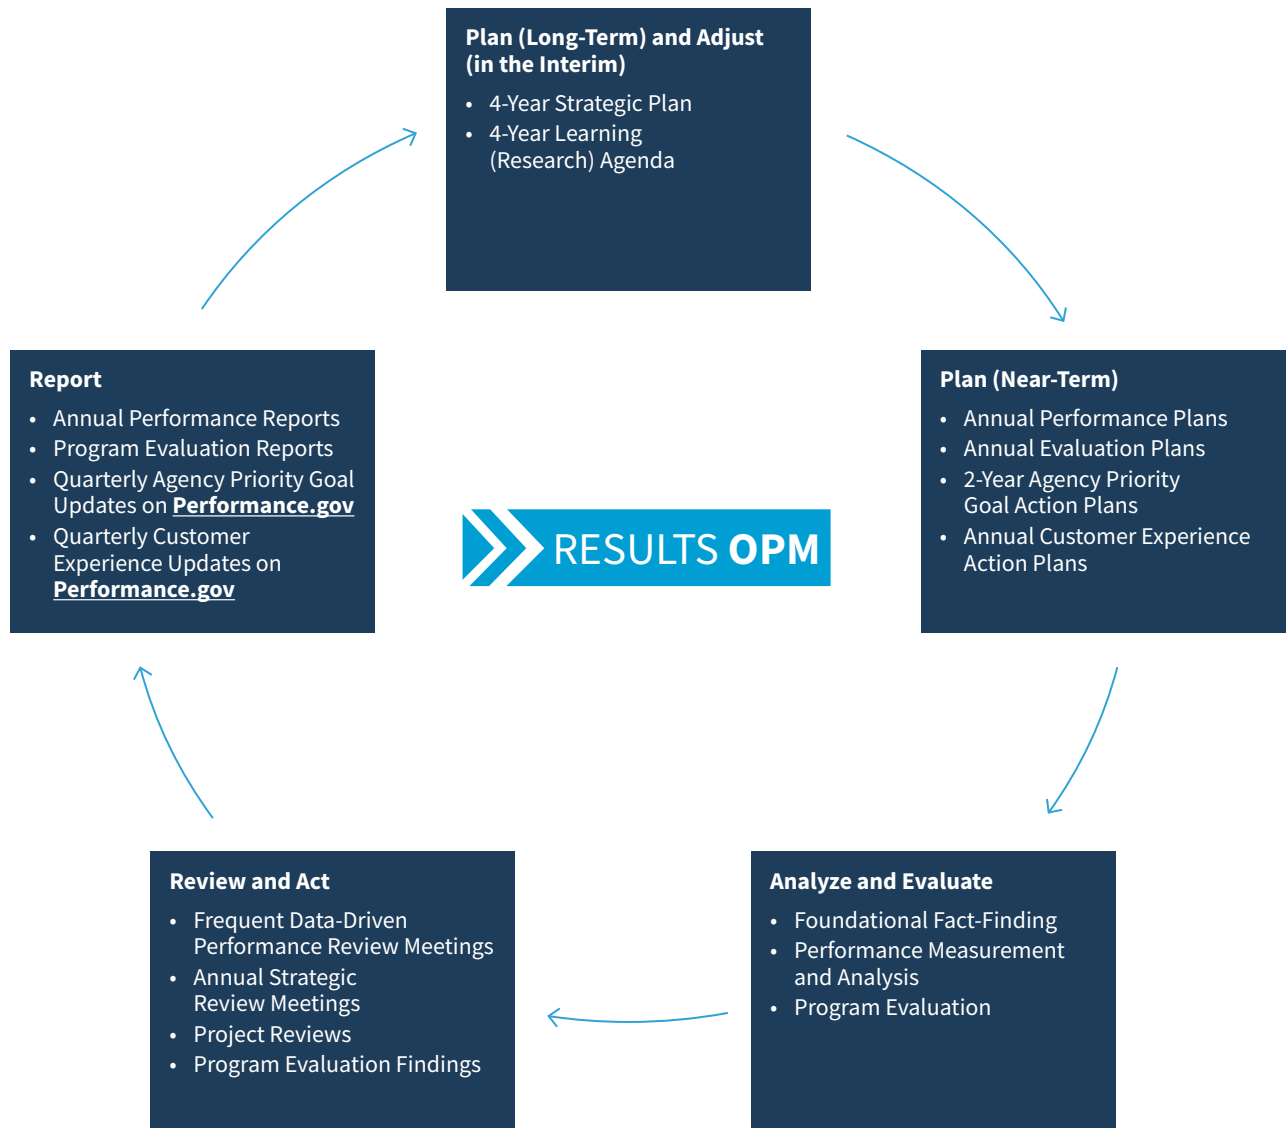 Plan (Long-Term) and Adjust
(in the Interim)
• 4-Year Strategic Plan
• 4-Year Learning
(Research) Agenda
Plan (Near-Term)
• Annual Performance Plans
• Annual Evaluation Plans
• 2-Year Agency Priority
Goal Action Plans
• Annual Customer Experience
Action Plans
Analyze and Evaluate
• Foundational Fact-Finding
• Performance Measurement
and Analysis
• Program Evaluation
Review and Act
• Frequent Data-Driven
Performance Review Meetings
• Annual Strategic
Review Meetings
• Project Reviews
• Program Evaluation Findings
Report
• Annual Performance Reports
• Program Evaluation Reports
• Quarterly Agency Priority Goal
Updates on Performance.gov
• Quarterly Customer
Experience Updates on
Performance.gov
RESULTS OPM